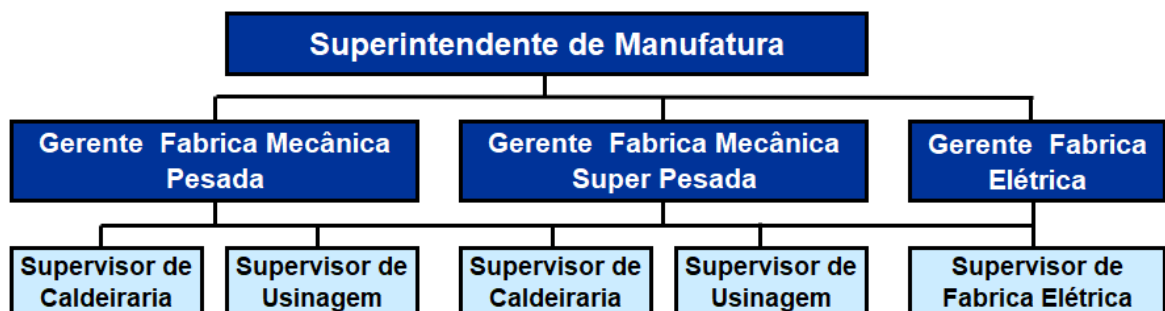 Superintendente de Manufatura
Gerente Fabrica Mecânica
Pesada
Gerente Fabrica Mecânica
Super Pesada
Gerente Fabrica
Elétrica
Supervisor de
Caldeiraria
Supervisor de
Usinagem
Supervisor de
Caldeiraria
Supervisor de
Usinagem
Supervisor de
Fabrica Elétrica